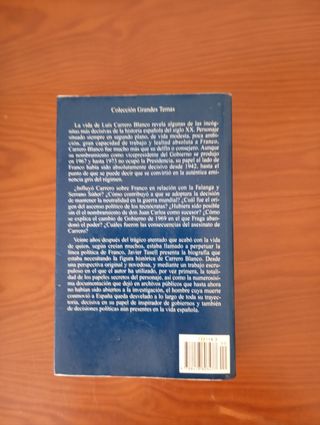 Colección Grandes Temas
La vida de Luis Carrero Blanco revela algunas de las incóg-
nitas más decisivas de la historia española del siglo XX. Personaje
situado siempre en segundo plano, de vida modesta, poca ambi-
ción, gran capacidad de trabajo y lealtad absoluta a Franco,
Carrero Blanco fue mucho más que su delfín o consejero. Aunque
su nombramiento como vicepresidente del Gobierno se produjo
en 1967 y hasta 1973 no ocupó la Presidencia, su papel al lado de
Franco había sido absolutamente decisivo desde 1942, hasta el
punto de que se puede decir que se convirtió en la auténtica emi-
nencia gris del régimen.
¿Influyó Carrero sobre Franco en relación con la Falange y
Serrano Súñer? ¿Cómo contribuyó a que se adoptara la decisión
de mantener la neutralidad en la guerra mundial? ¿Cuál fue el ori-
gen del ascenso político de los tecnócratas? ¿Hubiera sido posible
sin él el nombramiento de don Juan Carlos como sucesor? ¿Cómo
se explica el cambio de Gobierno de 1969 en el que Fraga aban-
donó el poder? ¿Cuáles fueron las consecuencias del asesinato
de Carrero?
Veinte años después del trágico atentado que acabó con la vida
de quien, según creían muchos, estaba llamado a perpetuar la
línea política de Franco, Javier Tusell presenta la biografía que
estaba necesitando la figura histórica de Carrero Blanco. Desde
una perspectiva original y novedosa, y mediante un trabajo escru-
puloso en el que el autor ha utilizado, por vez primera, la totali-
dad de los papeles secretos del personaje, así como la numerosí-
sima documentación que dejó en archivos públicos que hasta ahora
no habían sido abiertos a la investigación, el hombre cuya muerte
conmovió a España queda desvelado a lo largo de toda su trayec-
toria, decisiva en su papel de inspirador de gobiernos y también
de decisiones políticas aún presentes en la vida española.